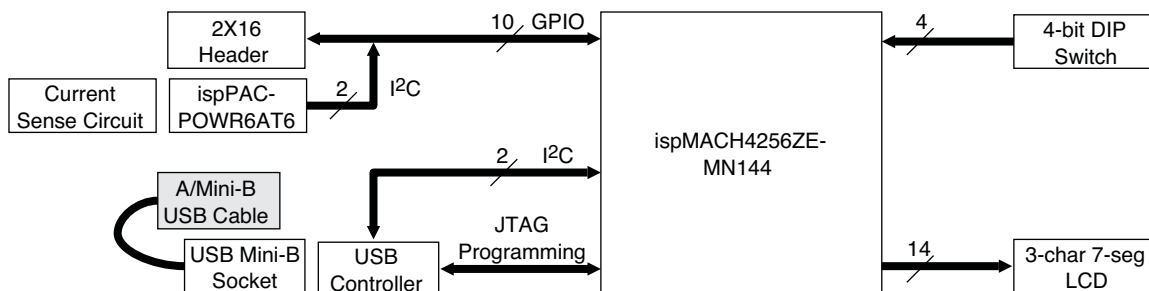 2X16
Header
10 GPIO
4
4-bit DIP
Switch
Current
Sense Circuit
ispPAC-
POWR6AT6
2
I²C
ispMACH4256ZE-
MN144
2
I²C
A/Mini-B
USB Cable
USB Mini-B
Socket
USB
Controller
JTAG
Programming
14
3-char 7-seg
LCD